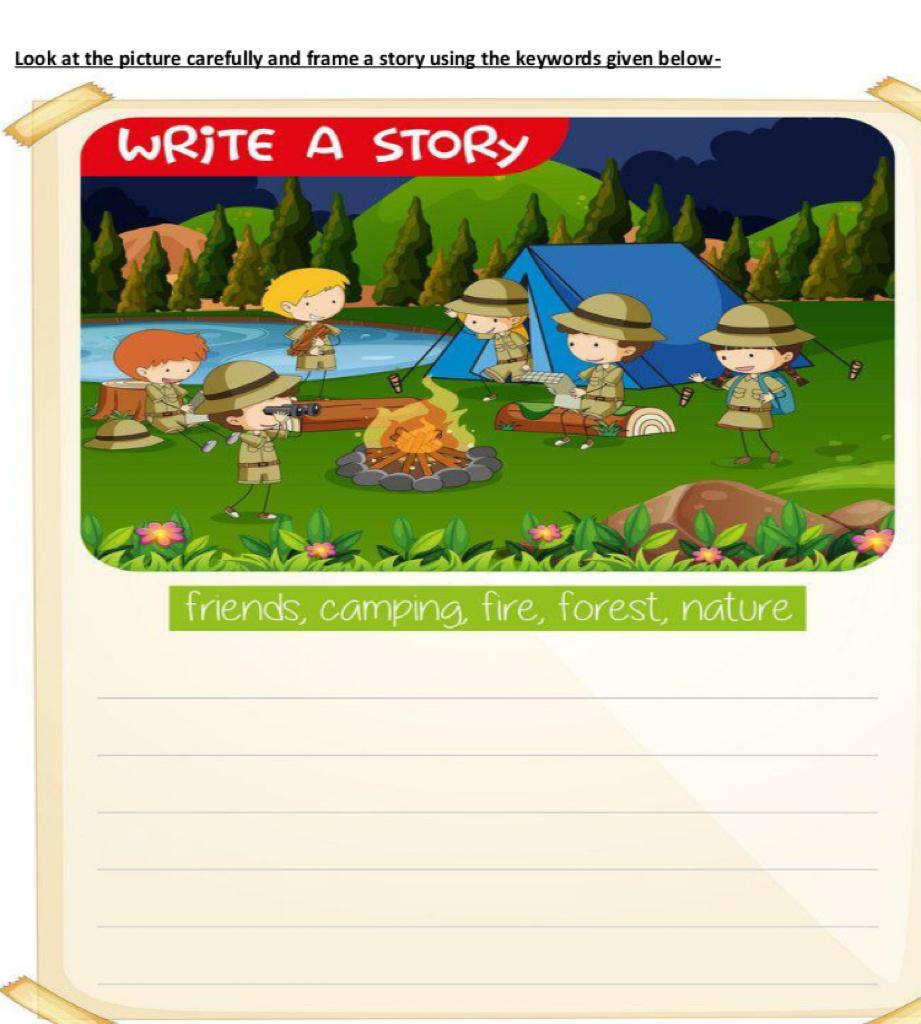 Look at the picture carefully and frame a story using the keywords given below-
WRiTE A STORy
friends, camping, fire, forest, nature